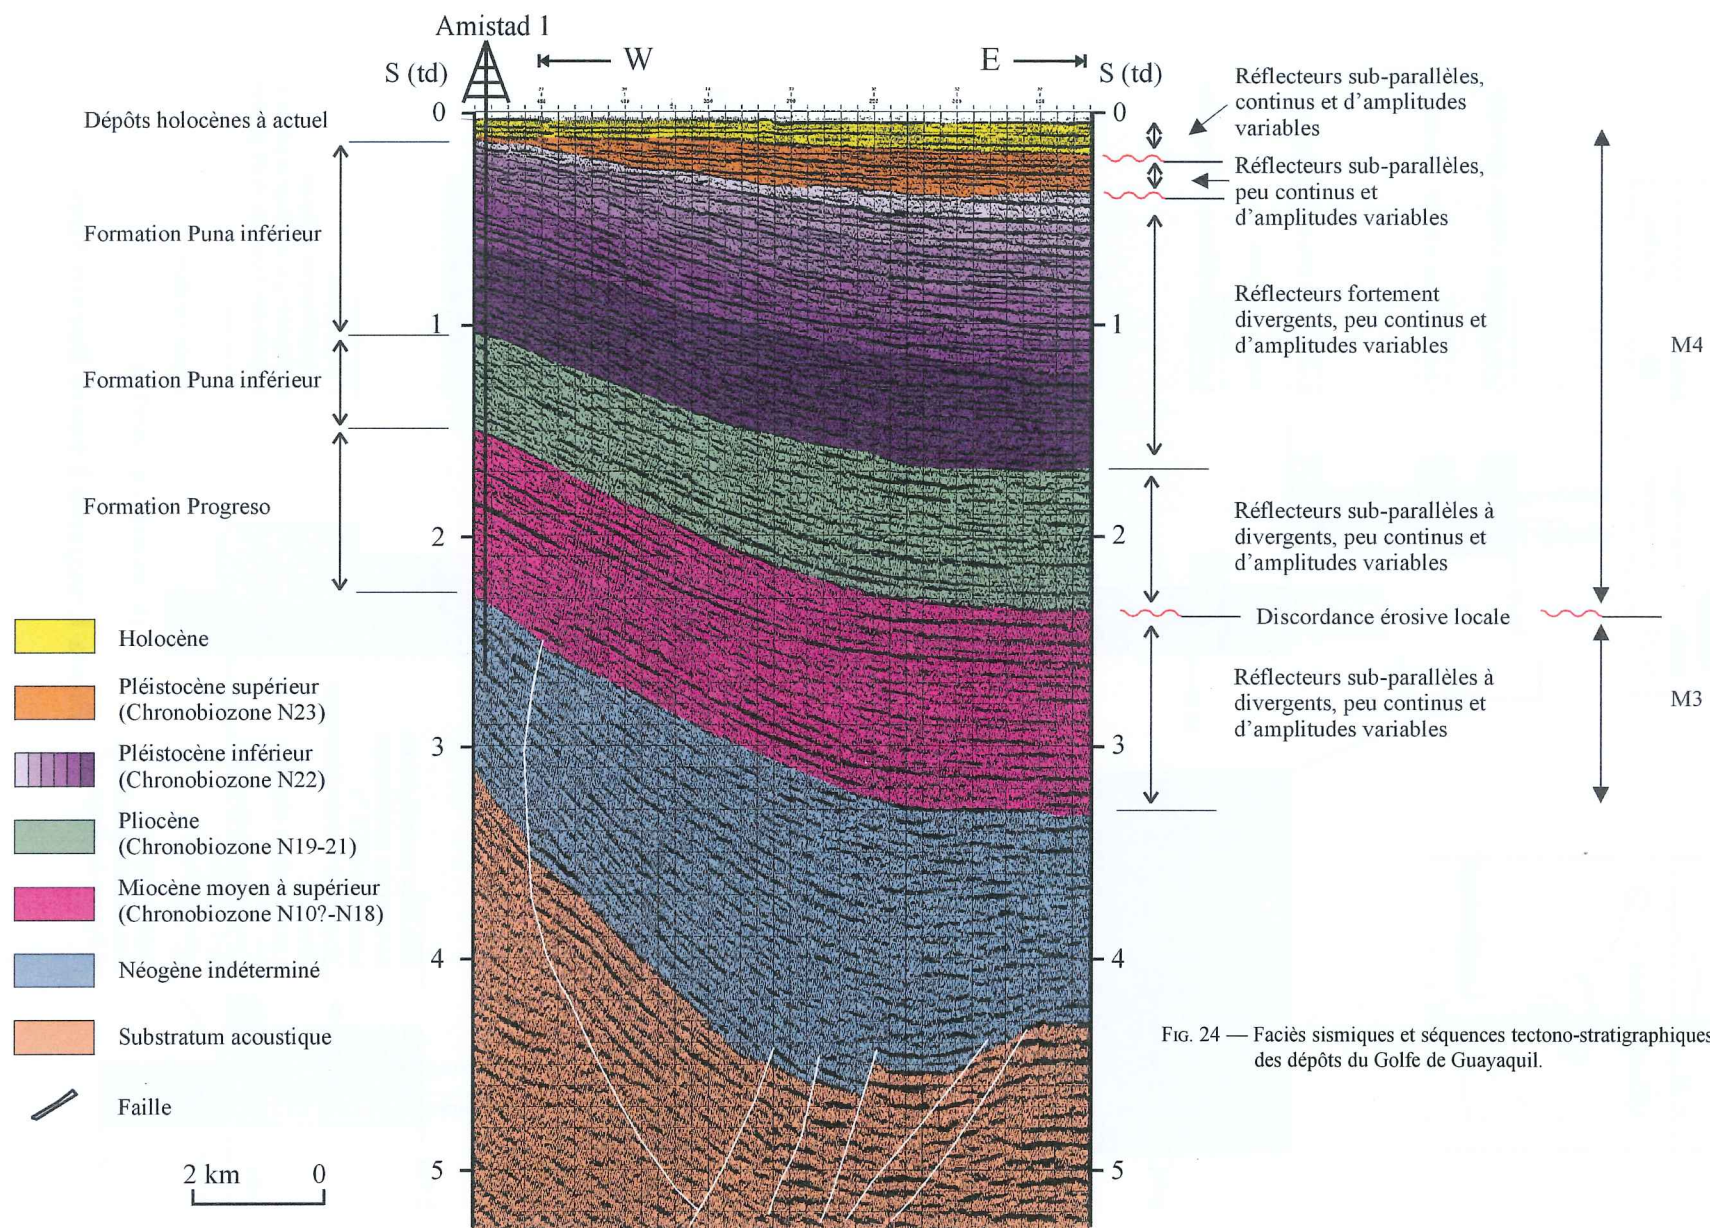 Amistad 1
W
E
S (td)
S (td)
0
1
2
3
4
5
0
1
2
3
4
5
Dépôts holocènes à actuel
Formation Puna inférieur
Formation Puna inférieur
Formation Progreso
Holocène
Pléistocène supérieur
(Chronobiozone N23)
Pléistocène inférieur
(Chronobiozone N22)
Pliocène
(Chronobiozone N19-21)
Miocène moyen à supérieur
(Chronobiozone N10?-N18)
Néogène indéterminé
Substratum acoustique
Faille
2 km
0
Réflecteurs sub-parallèles,
continus et d'amplitudes
variables
Réflecteurs sub-parallèles,
peu continus et
d'amplitudes variables
Réflecteurs fortement
divergents, peu continus et
d'amplitudes variables
Réflecteurs sub-parallèles à
divergents, peu continus et
d'amplitudes variables
Discordance érosive locale
Réflecteurs sub-parallèles à
divergents, peu continus et
d'amplitudes variables
M4
M3
FIG. 24 — Faciès sismiques et séquences tectono-stratigraphiques
des dépôts du Golfe de Guayaquil.